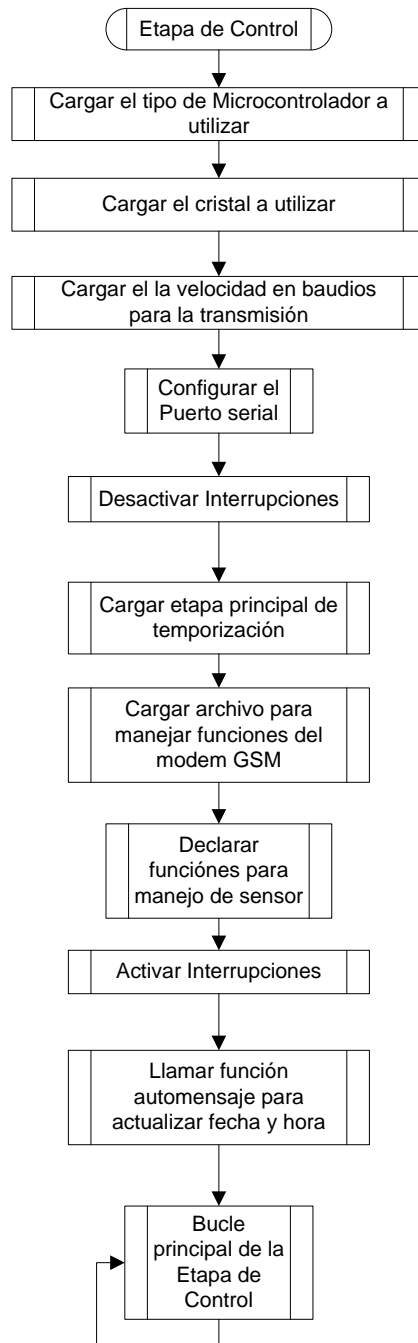 Etapa de Control
Cargar el tipo de Microcontrolador a
utilizar
Cargar el cristal a utilizar
Cargar el la velocidad en baudios
para la transmisión
Configurar el
Puerto serial
Desactivar Interrupciones
Cargar etapa principal de
temporización
Cargar archivo para
manejar funciones del
modem GSM
Declarar
funciónes para
manejo de sensor
Activar Interrupciones
Llamar función
automensaje para
actualizar fecha y hora
Bucle
principal de la
Etapa de
Control